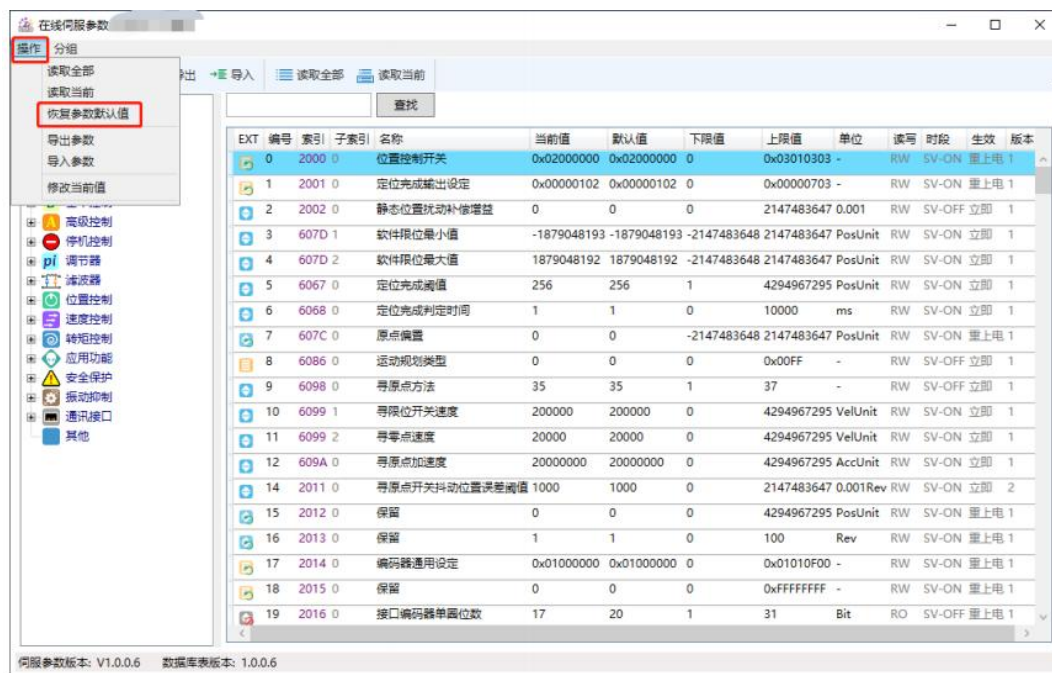 在线伺服参数
操作 分组
读取全部
读取当前
恢复参数默认值
导出参数
导入参数
修改当前值
导入 读取全部 读取当前
查找
高级控制
停机控制
pi 调节器
滤波器
位置控制
速度控制
转矩控制
应用功能
安全保护
振动抑制
通讯接口
其他
EXT 编号 索引 子索引 名称 当前值 默认值 下限值 上限值 单位 读写 时段 生效 版本
0 2000 0 位置控制开关 0x02000000 0x02000000 0 0x03010303 - RW SV-ON 重上电 1
1 2001 0 定位完成输出设定 0x00000102 0x00000102 0 0x00000703 - RW SV-ON 重上电 1
2 2002 0 静态位置扰动补偿增益 0 0 0 2147483647 0.001 RW SV-OFF 立即 1
3 607D 1 软件限位最小值 -1879048193 -1879048193 -2147483648 2147483647 PosUnit RW SV-ON 立即 1
4 607D 2 软件限位最大值 1879048192 1879048192 -2147483648 2147483647 PosUnit RW SV-ON 立即 1
5 6067 0 定位完成阈值 256 256 1 4294967295 PosUnit RW SV-ON 立即 1
6 6068 0 定位完成判定时间 1 1 0 10000 ms RW SV-ON 立即 1
7 607C 0 原点偏置 0 0 -2147483648 2147483647 PosUnit RW SV-ON 重上电 1
8 6086 0 运动规划类型 0 0 0 0x00FF - RW SV-OFF 立即 1
9 6098 0 寻原点方法 35 35 1 37 - RW SV-OFF 立即 1
10 6099 1 寻限位开关速度 200000 200000 0 4294967295 VelUnit RW SV-ON 立即 1
11 6099 2 寻零点速度 20000 20000 0 4294967295 VelUnit RW SV-ON 立即 1
12 609A 0 寻原点加速度 20000000 20000000 0 4294967295 AccUnit RW SV-ON 立即 1
14 2011 0 寻原点开关抖动位置误差阈值 1000 1000 0 2147483647 0.001Rev RW SV-ON 立即 2
15 2012 0 保留 0 0 0 4294967295 PosUnit RW SV-ON 重上电 1
16 2013 0 保留 1 1 0 100 Rev RW SV-ON 重上电 1
17 2014 0 编码器通用设定 0x01000000 0x01000000 0 0x01010F00 - RW SV-ON 重上电 1
18 2015 0 保留 0 0 0 0xFFFFFFFF - RW SV-ON 重上电 1
19 2016 0 接口编码器单圈位数 17 20 1 31 Bit RO SV-OFF 重上电 1
伺服参数版本: V1.0.0.6 数据库表版本: 1.0.0.6